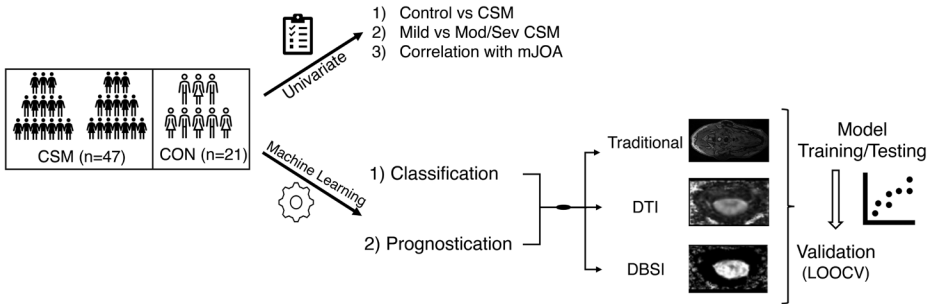 1) Control vs CSM
2) Mild vs Mod/Sev CSM
3) Correlation with mJOA
Univariate
CSM (n=47)
CON (n=21)
Machine Learning
1) Classification
2) Prognostication
Traditional
DTI
DBSI
Model
Training/Testing
Validation
(LOOCV)